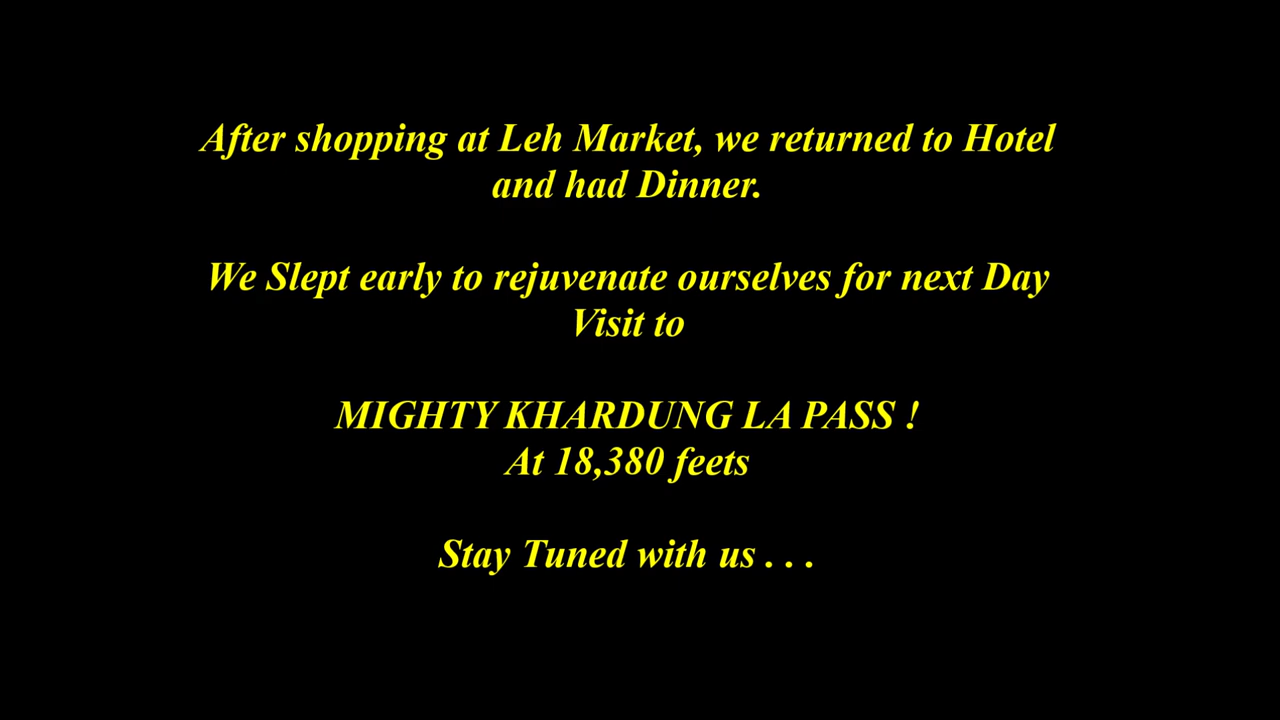 After shopping at Leh Market, we returned to Hotel
and had Dinner.
We Slept early to rejuvenate ourselves for next Day
Visit to
MIGHTY KHARDUNG LA PASS !
At 18,380 feets
Stay Tuned with us . . .